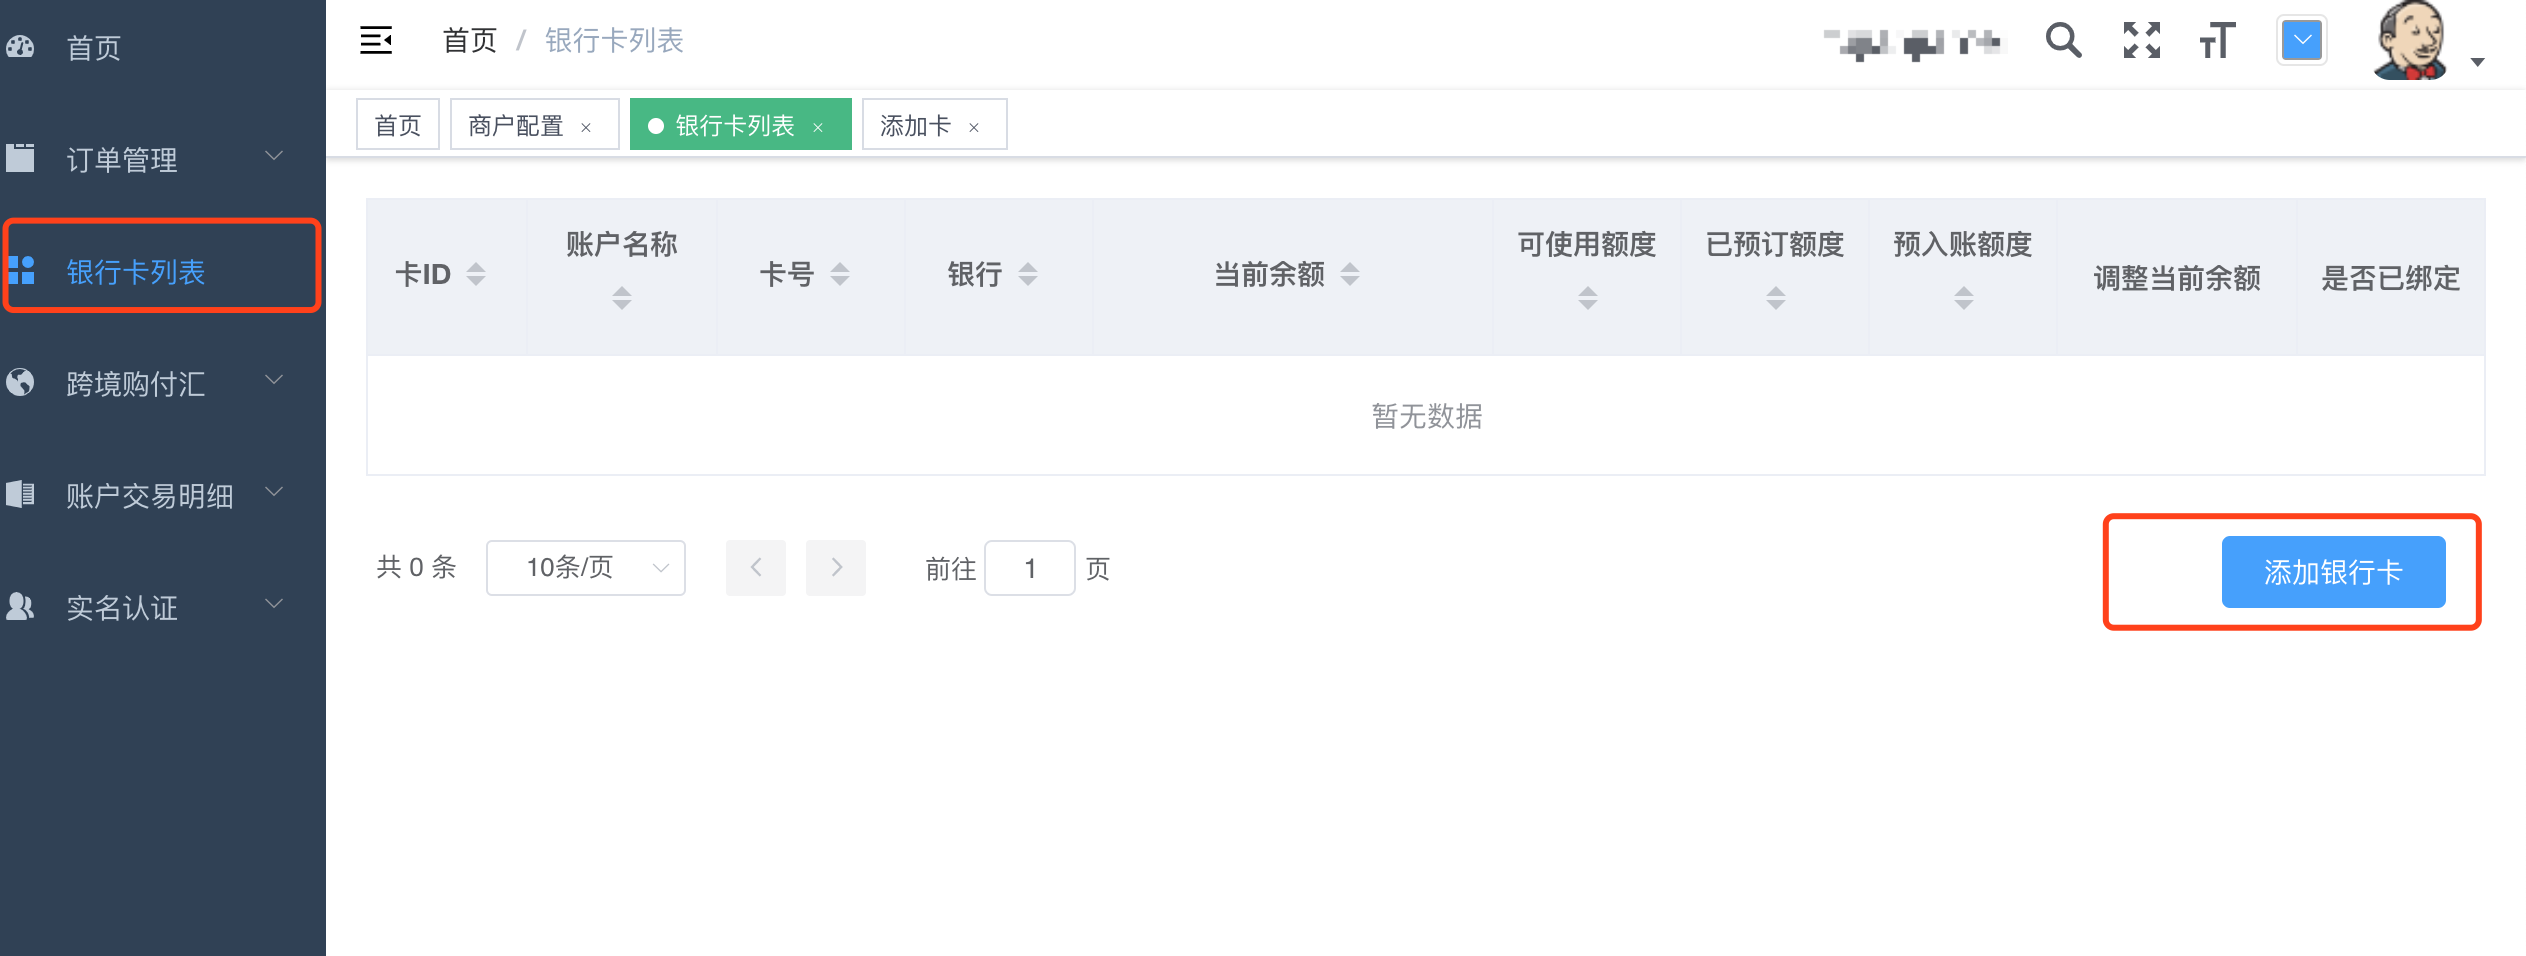 首页
订单管理
银行卡列表
跨境购付汇
账户交易明细
实名认证
首页 / 银行卡列表
首页 商户配置 × 银行卡列表 × 添加卡 ×
卡ID 账户名称 卡号 银行 当前余额 可使用额度 已预订额度 预入账额度 调整当前余额 是否已绑定
暂无数据
共 0 条 10条/页 前往 1 页 添加银行卡